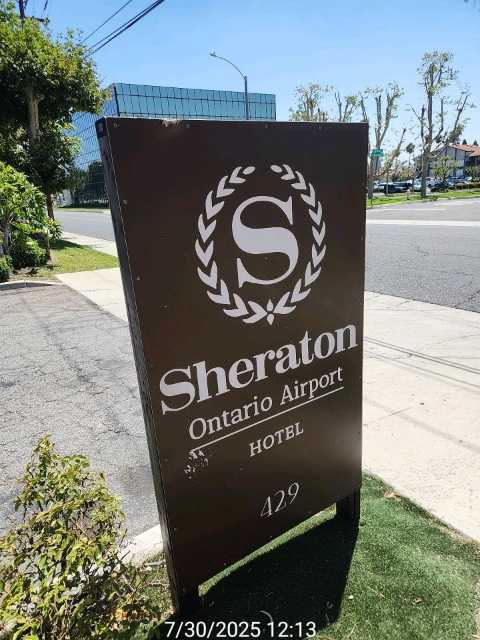 S
Sheraton
Ontario Airport
HOTEL
429
7/30/2025 12:13